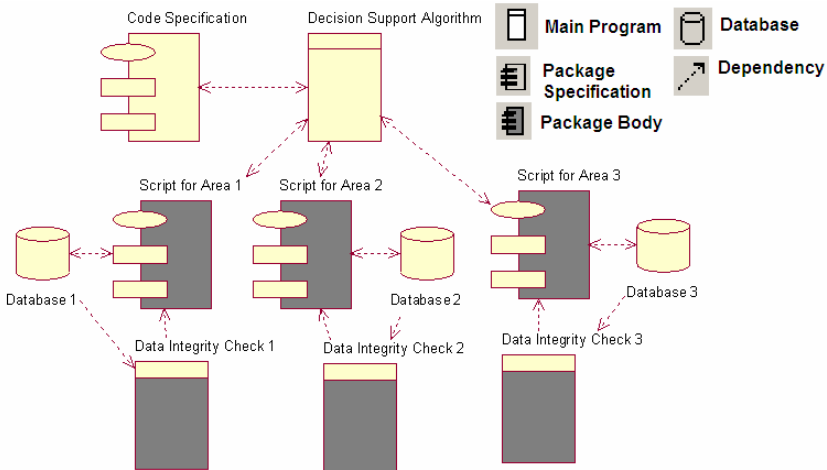 Code Specification
Decision Support Algorithm
Main Program
Database
Package
Specification
Dependency
Package Body
Script for Area 1
Script for Area 2
Script for Area 3
Database 1
Database 2
Database 3
Data Integrity Check 1
Data Integrity Check 2
Data Integrity Check 3